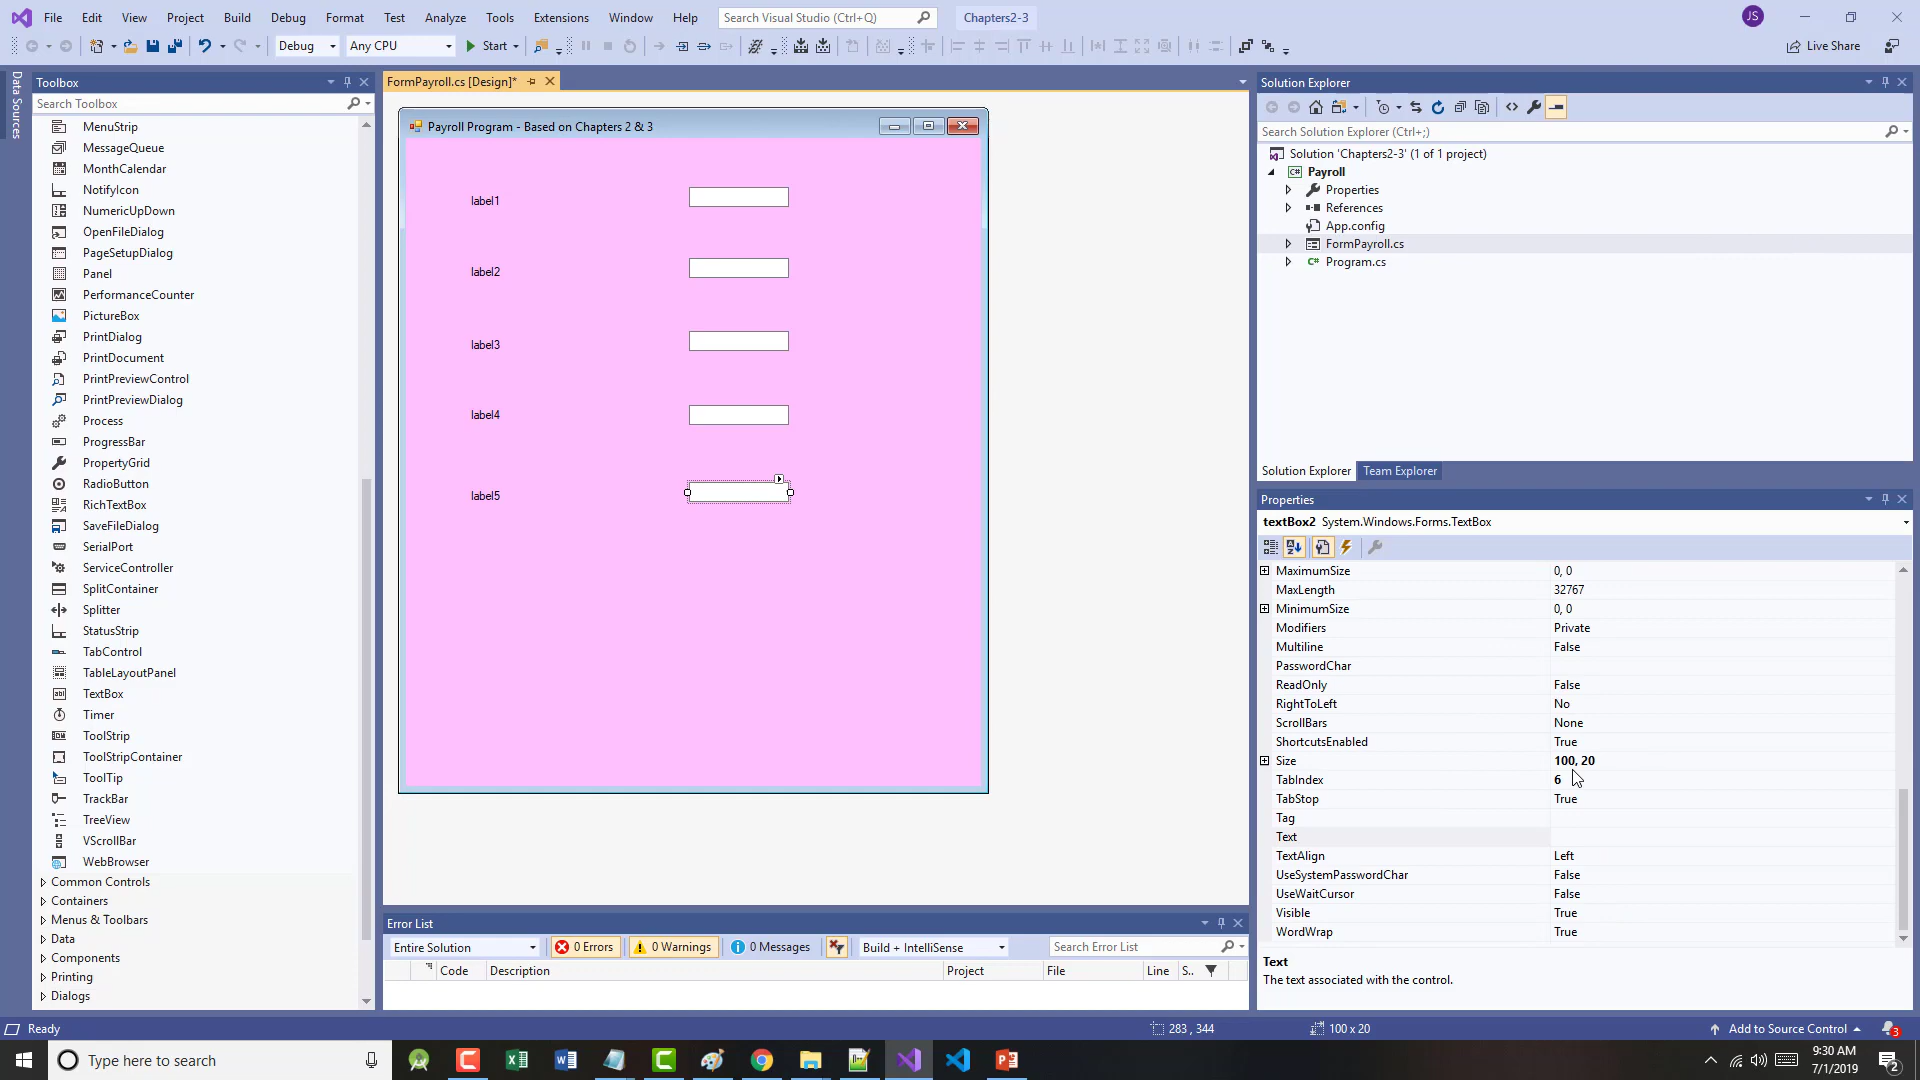 File Edit View Project Build Debug Format Test Analyze Tools Extensions Window Help Search Visual Studio (Ctrl+Q) Chapters2-3 JS
Debug Any CPU Start Live Share
Data Sources
Toolbox
Search Toolbox
MenuStrip
MessageQueue
MonthCalendar
NotifyIcon
NumericUpDown
OpenFileDialog
PageSetupDialog
Panel
PerformanceCounter
PictureBox
PrintDialog
PrintDocument
PrintPreviewControl
PrintPreviewDialog
Process
ProgressBar
PropertyGrid
RadioButton
RichTextBox
SaveFileDialog
SerialPort
ServiceController
SplitContainer
Splitter
StatusStrip
TabControl
TableLayoutPanel
TextBox
Timer
ToolStrip
ToolStripContainer
ToolTip
TrackBar
TreeView
VScrollBar
WebBrowser
Common Controls
Containers
Menus & Toolbars
Data
Components
Printing
Dialogs
FormPayroll.cs [Design]*
Payroll Program - Based on Chapters 2 & 3
label1
label2
label3
label4
label5
Error List
Entire Solution 0 Errors 0 Warnings 0 Messages Build + IntelliSense Search Error List
Code Description Project File Line S..
Solution Explorer
Search Solution Explorer (Ctrl+;)
Solution 'Chapters2-3' (1 of 1 project)
C# Payroll
Properties
References
App.config
FormPayroll.cs
C# Program.cs
Solution Explorer Team Explorer
Properties
textBox2 System.Windows.Forms.TextBox
MaximumSize 0, 0
MaxLength 32767
MinimumSize 0, 0
Modifiers Private
Multiline False
PasswordChar
ReadOnly False
RightToLeft No
ScrollBars None
ShortcutsEnabled True
Size 100, 20
TabIndex 6
TabStop True
Tag
Text
TextAlign Left
UseSystemPasswordChar False
UseWaitCursor False
Visible True
WordWrap True
Text
The text associated with the control.
Ready 283 , 344 100 x 20 Add to Source Control 3
Type here to search 9:30 AM
7/1/2019 2